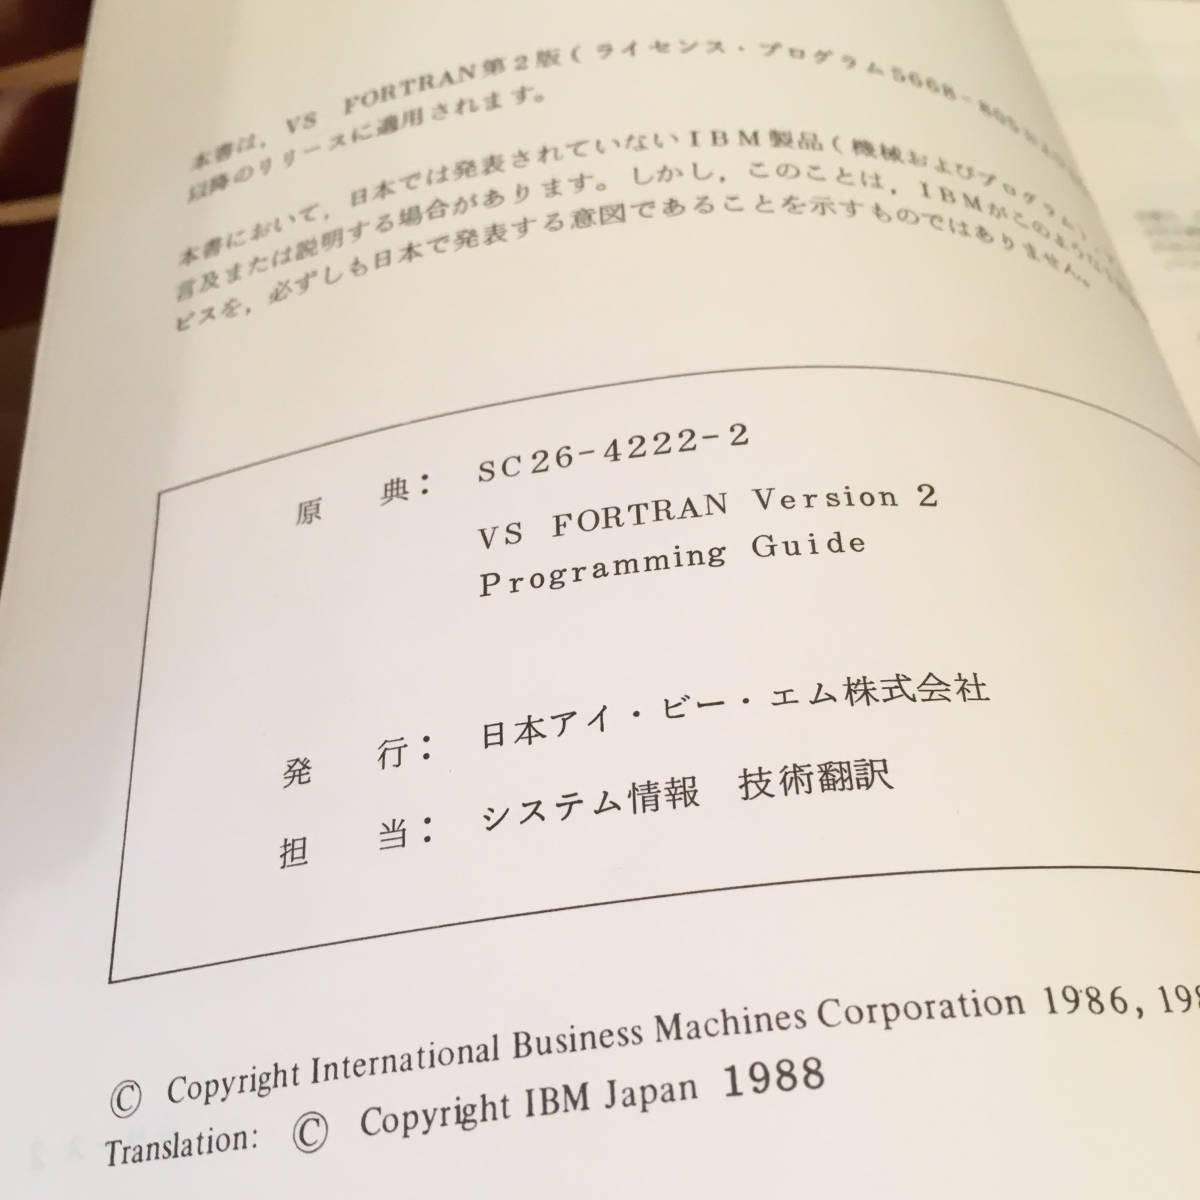 本書は，VS FORTRAN第2版(ライセンス・プログラム5668-805
以降のリリースに適用されます。
本書において，日本では発表されていないIBM製品(機械およびプログラム)
言及または説明する場合があります。しかし，このことは，IBMがこのような
ビスを，必ずしも日本で発表する意図であることを示すものではありません。
原 典： SC26-4222-2
VS FORTRAN Version 2
Programming Guide
発 行： 日本アイ・ビー・エム株式会社
担 当： システム情報 技術翻訳
© Copyright International Business Machines Corporation 1986,
Translation: © Copyright IBM Japan 1988